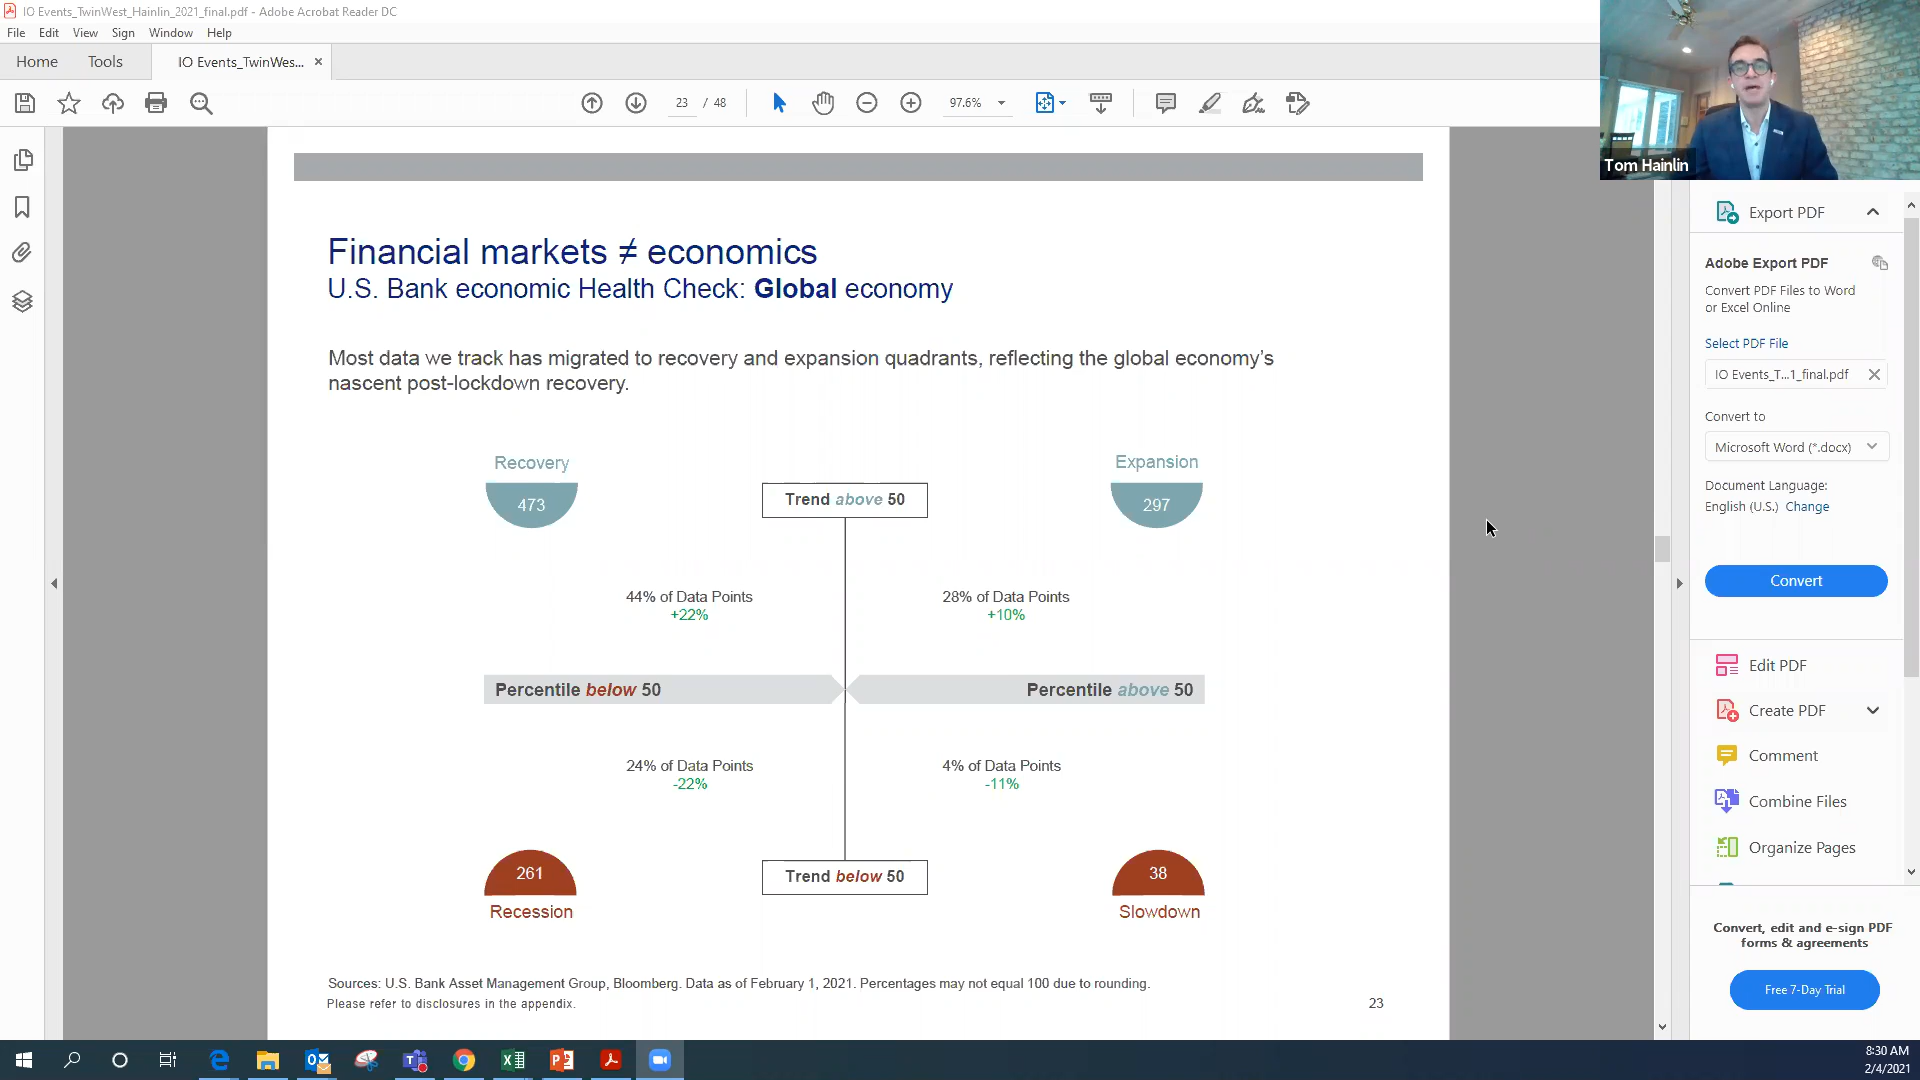 IO Events_TwinWest_Hainlin_2021_final.pdf - Adobe Acrobat Reader DC
File Edit View Sign Window Help
Home Tools IO Events_TwinWes... ×
23 / 48 97.6%
Tom Hainlin
Financial markets ≠ economics
U.S. Bank economic Health Check: Global economy
Most data we track has migrated to recovery and expansion quadrants, reflecting the global economy's
nascent post-lockdown recovery.
Recovery
473
Trend above 50
Expansion
297
44% of Data Points
+22%
28% of Data Points
+10%
Percentile below 50
Percentile above 50
24% of Data Points
-22%
4% of Data Points
-11%
261
Recession
Trend below 50
38
Slowdown
Sources: U.S. Bank Asset Management Group, Bloomberg. Data as of February 1, 2021. Percentages may not equal 100 due to rounding.
Please refer to disclosures in the appendix.
23
Export PDF
Adobe Export PDF
Convert PDF Files to Word
or Excel Online
Select PDF File
IO Events_T...1_final.pdf
Convert to
Microsoft Word (*.docx)
Document Language:
English (U.S.) Change
Convert
Edit PDF
Create PDF
Comment
Combine Files
Organize Pages
Convert, edit and e-sign PDF
forms & agreements
Free 7-Day Trial
8:30 AM
2/4/2021